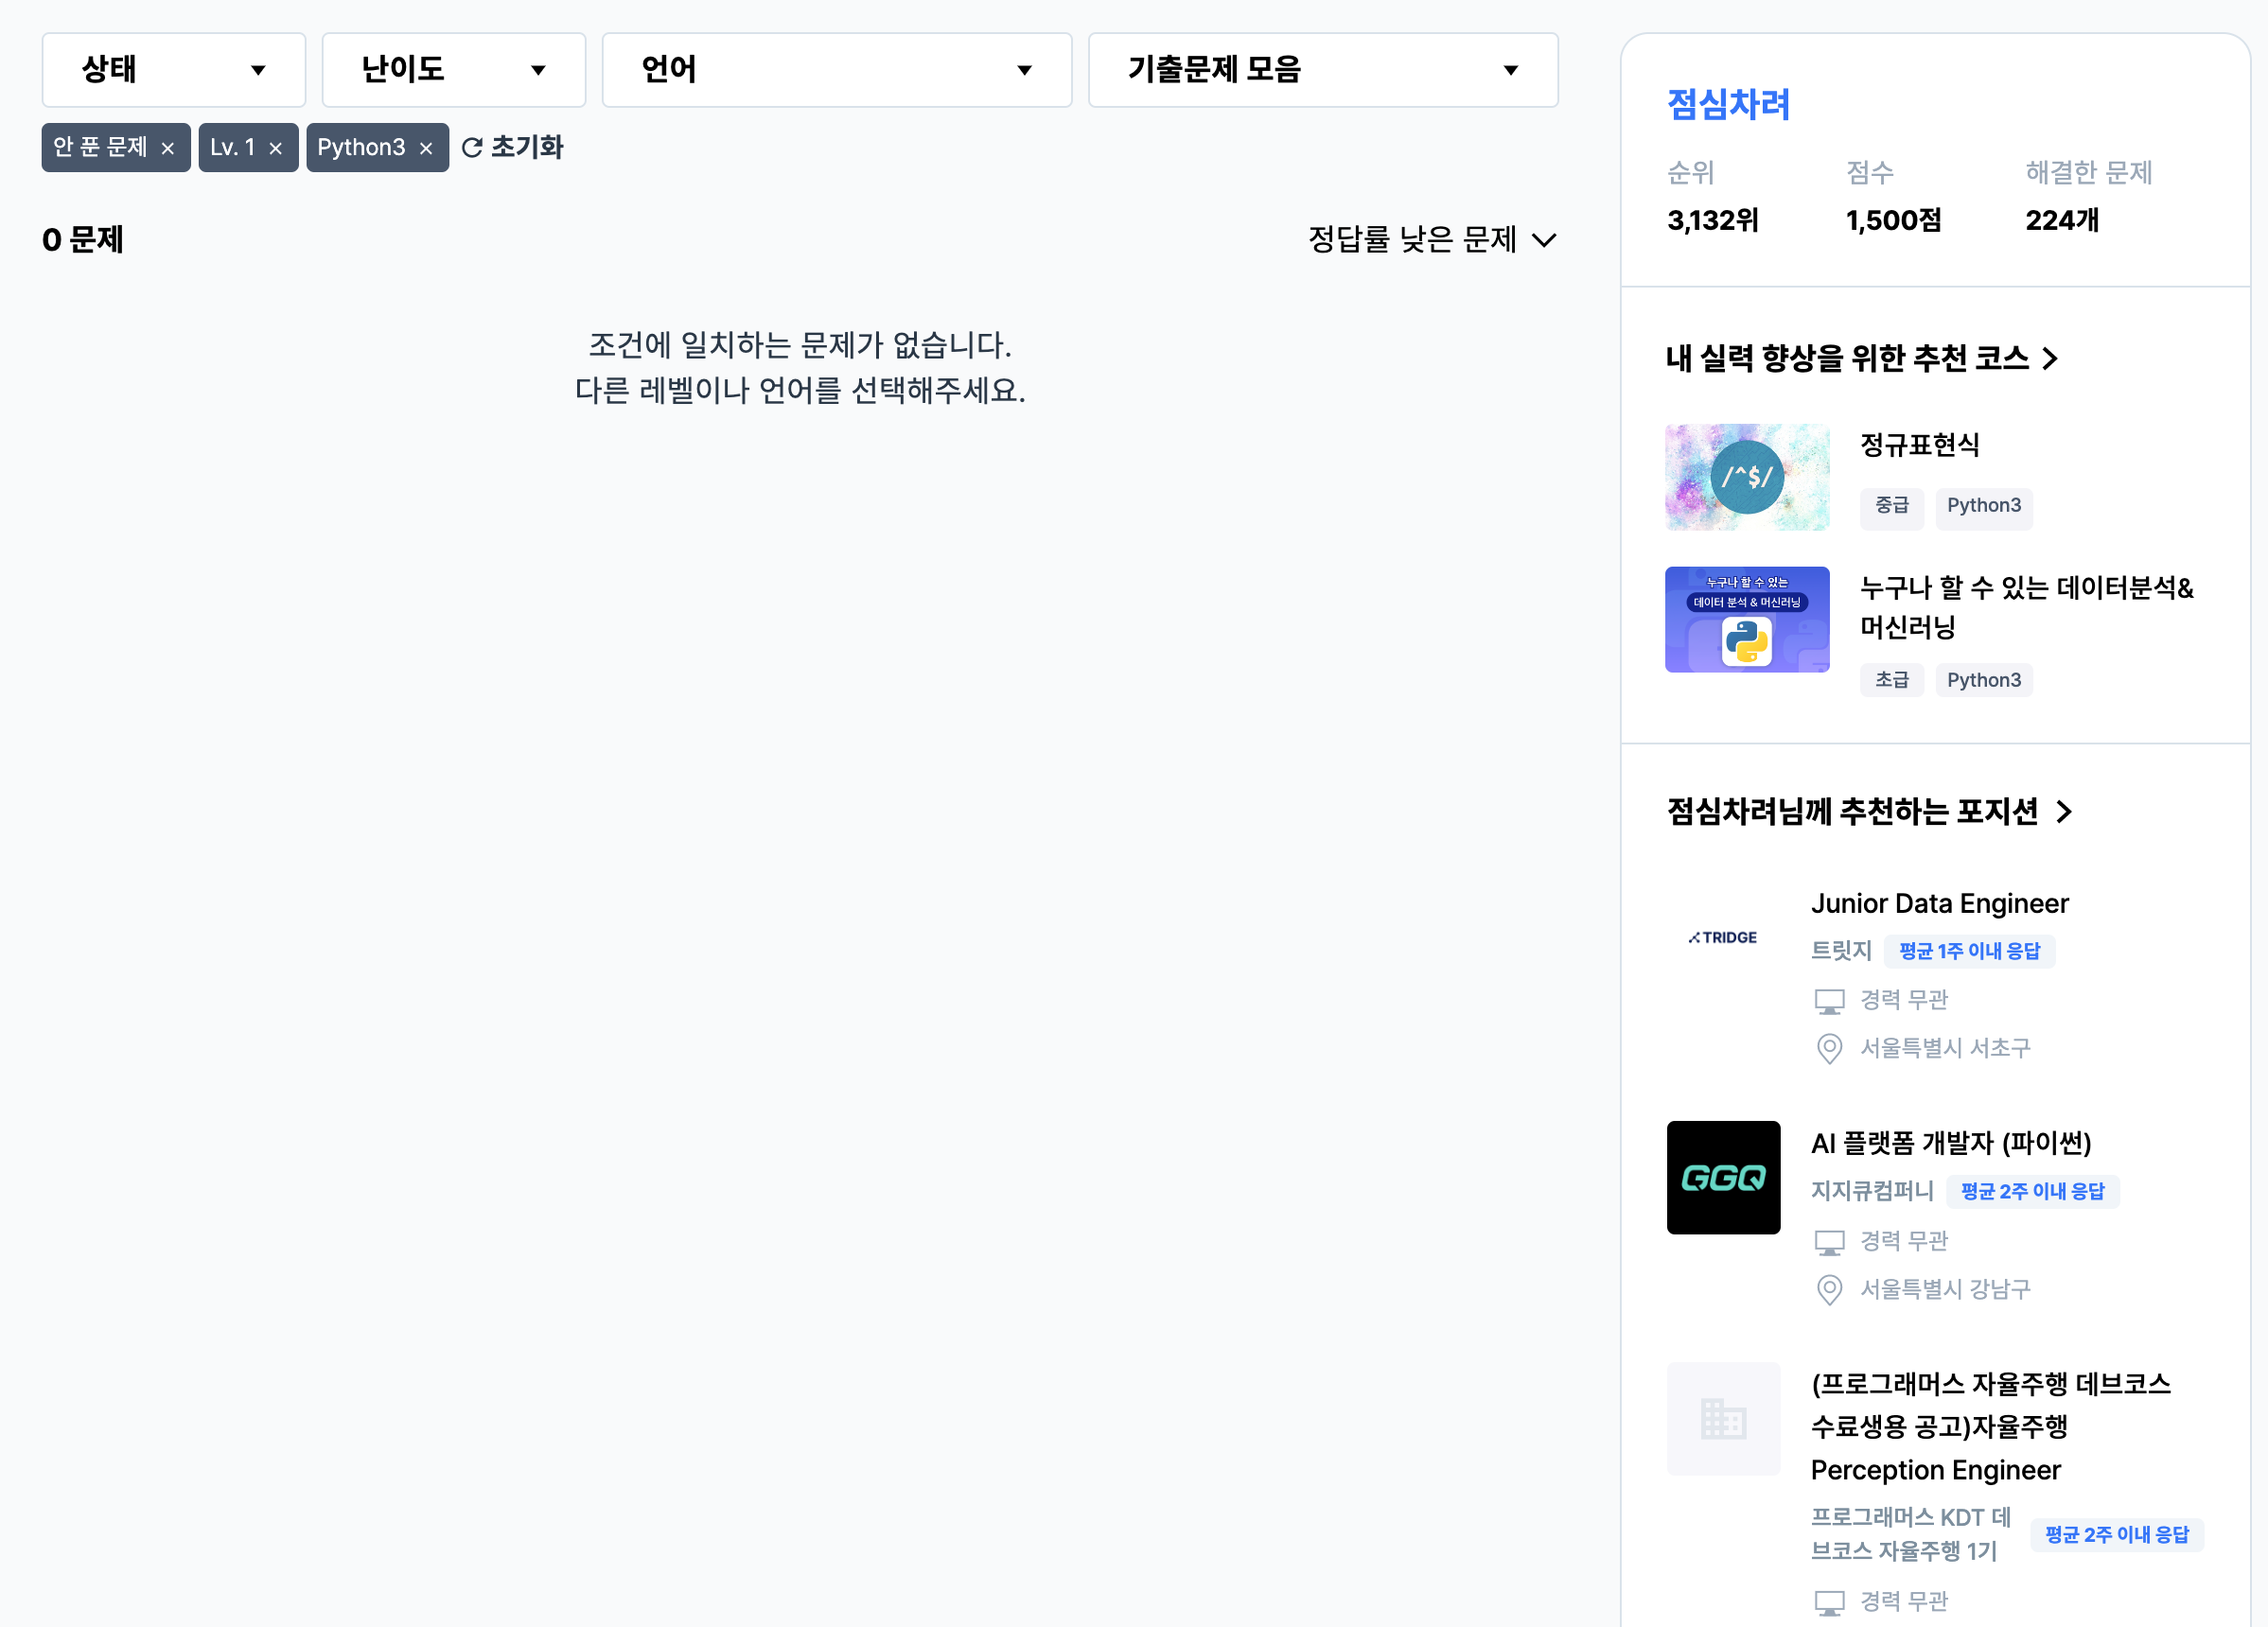 상태
난이도
언어
기출문제 모음
안 푼 문제 ×
Lv. 1 ×
Python3 ×
초기화
0 문제
정답률 낮은 문제
조건에 일치하는 문제가 없습니다.
다른 레벨이나 언어를 선택해주세요.
점심차려
순위 점수 해결한 문제
3,132위 1,500점 224개
내 실력 향상을 위한 추천 코스
/^$/
정규표현식
중급 Python3
누구나 할 수 있는
데이터 분석 & 머신러닝
누구나 할 수 있는 데이터분석&
머신러닝
초급 Python3
점심차려님께 추천하는 포지션
TRIDGE
Junior Data Engineer
트릿지 평균 1주 이내 응답
경력 무관
서울특별시 서초구
GGQ
AI 플랫폼 개발자 (파이썬)
지지큐컴퍼니 평균 2주 이내 응답
경력 무관
서울특별시 강남구
(프로그래머스 자율주행 데브코스
수료생용 공고)자율주행
Perception Engineer
프로그래머스 KDT 데
브코스 자율주행 1기
평균 2주 이내 응답
경력 무관